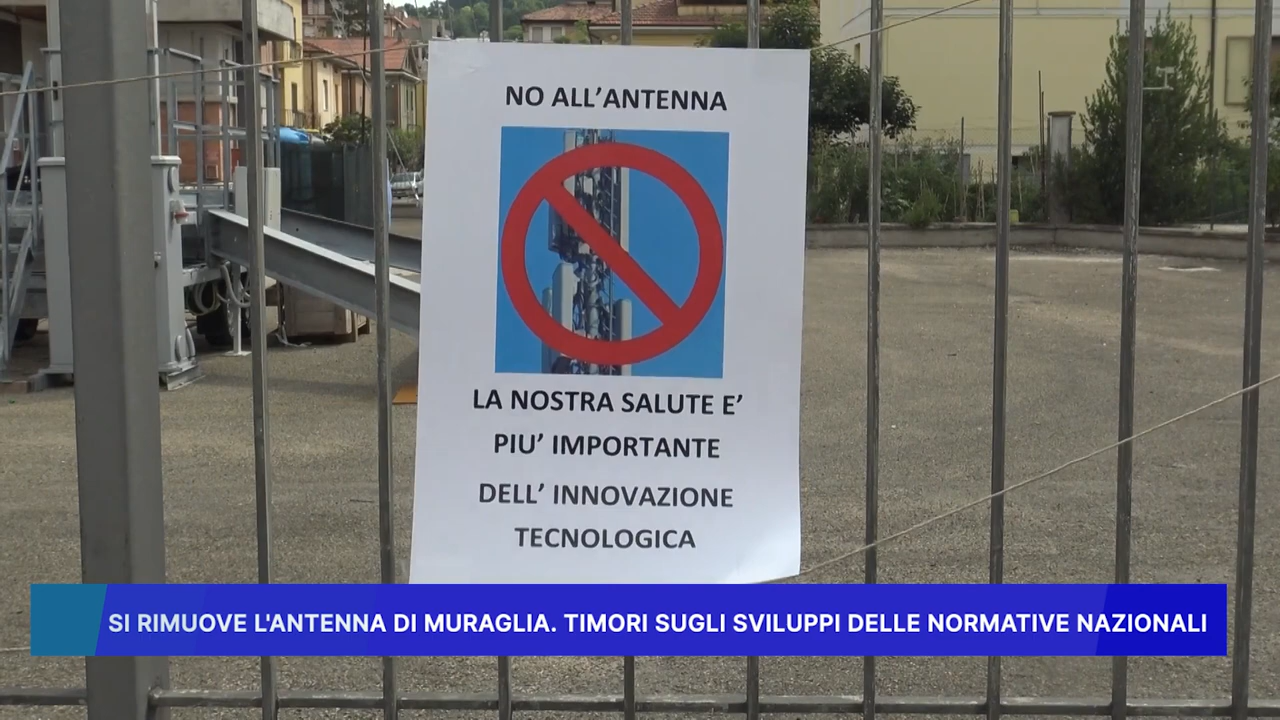 NO ALL’ANTENNA
LA NOSTRA SALUTE E’
PIU’ IMPORTANTE
DELL’ INNOVAZIONE
TECNOLOGICA
SI RIMUOVE L'ANTENNA DI MURAGLIA. TIMORI SUGLI SVILUPPI DELLE NORMATIVE NAZIONALI